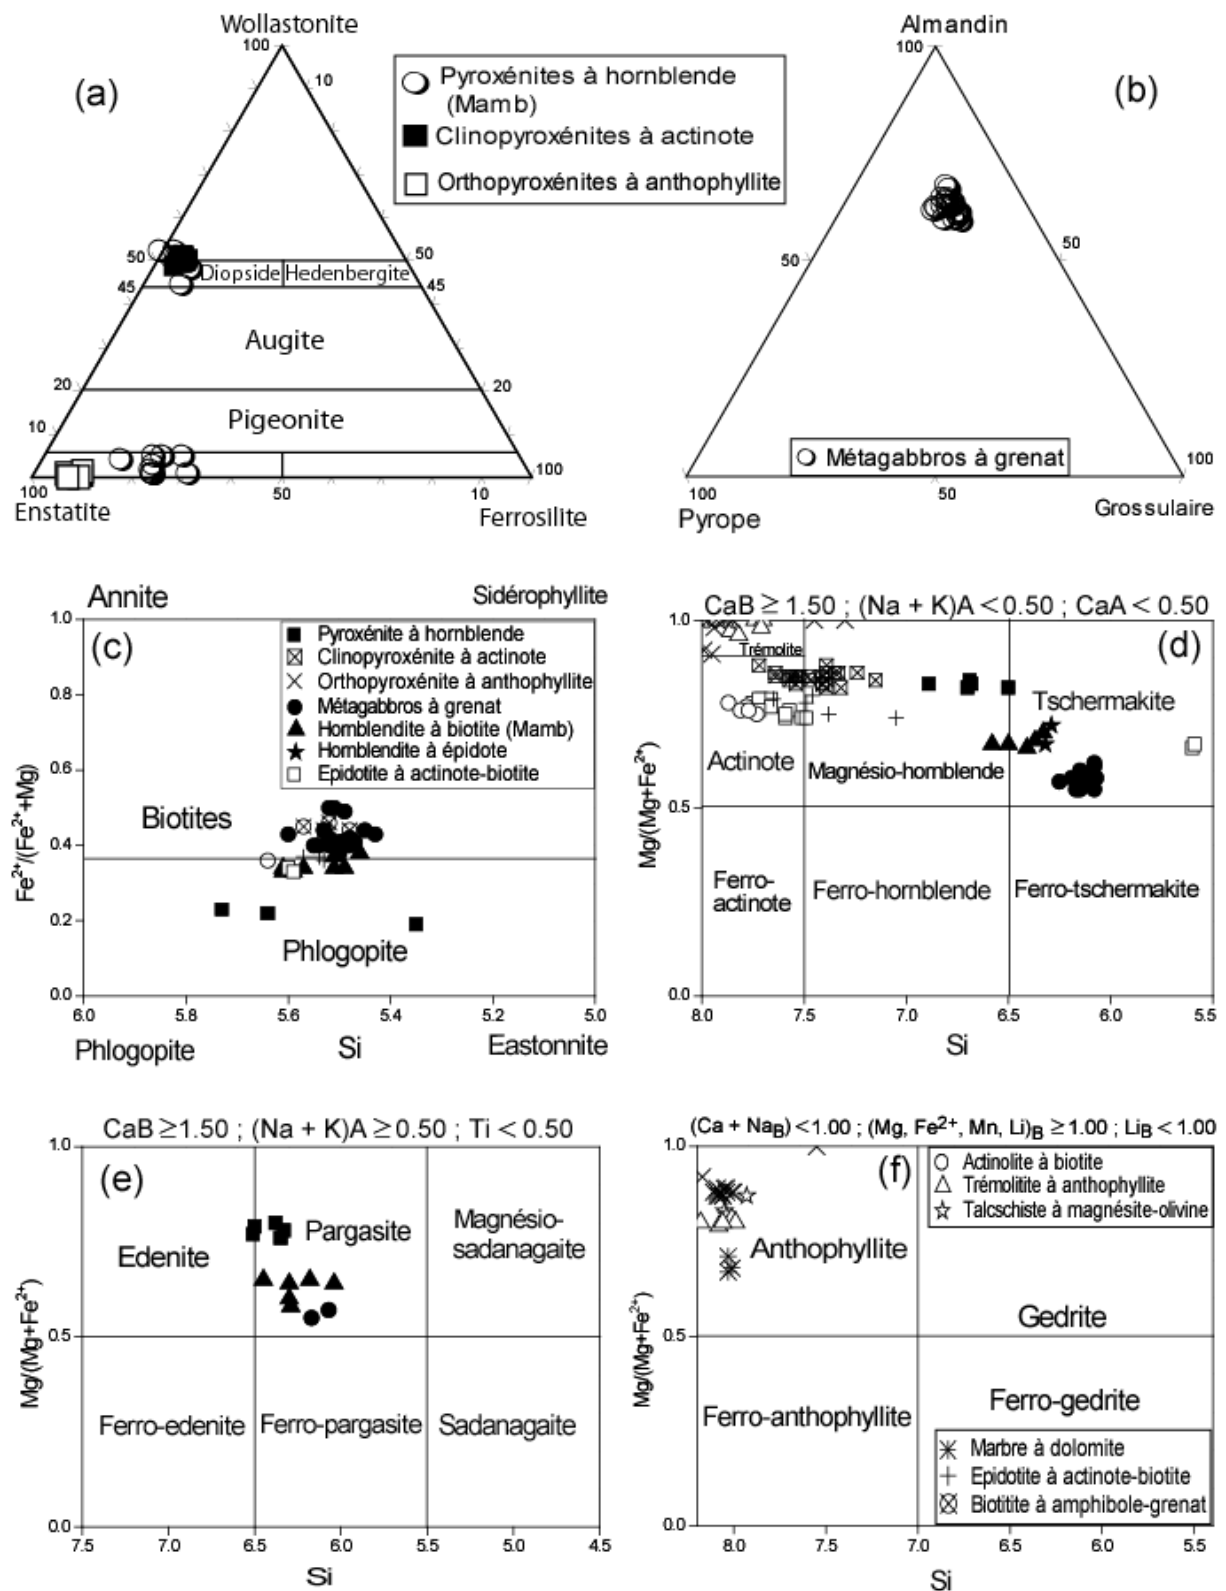 Wollastonite
100
10
(a)
Pyroxénites à hornblende
(Mamb)
Clinopyroxénites à actinote
Orthopyroxénites à anthophyllite
50
50
Diopside
Hedenbergite
45
45
Augite
20
20
Pigeonite
10
100
50
10
100
Enstatite
Ferrosilite
Almandin
100
(b)
50
50
Métagabbros à grenat
100
50
100
Pyrope
Grossulaire
Annite
Sidérophyllite
(c)
Pyroxénite à hornblende
Clinopyroxénite à actinote
Orthopyroxénite à anthophyllite
Métagabbros à grenat
Hornblendite à biotite (Mamb)
Hornblendite à épidote
Epidotite à actinote-biotite
1.0
0.8
0.6
0.4
0.2
0.0
Fe²⁺/(Fe²⁺+Mg)
Biotites
Phlogopite
6.0 5.8 5.6 5.4 5.2 5.0
Phlogopite
Si
Eastonnite
CaB ≥ 1.50 ; (Na + K)A < 0.50 ; CaA < 0.50
(d)
1.0
0.5
0.0
Mg/(Mg+Fe²⁺)
Trémolite
Tschermakite
Actinote
Magnésio-hornblende
Ferro-
actinote
Ferro-hornblende
Ferro-tschermakite
8.0 7.5 7.0 6.5 6.0 5.5
Si
CaB ≥1.50 ; (Na + K)A ≥ 0.50 ; Ti < 0.50
(e)
1.0
0.5
0.0
Mg/(Mg+Fe²⁺)
Edenite
Pargasite
Magnésio-
sadanagaite
Ferro-edenite
Ferro-pargasite
Sadanagaite
7.5 7.0 6.5 6.0 5.5 5.0 4.5
Si
(Ca + NaB) < 1.00 ; (Mg, Fe²⁺, Mn, Li)B ≥ 1.00 ; LiB < 1.00
(f)
Actinolite à biotite
Trémolitite à anthophyllite
Talcschiste à magnésite-olivine
1.0
0.5
0.0
Mg/(Mg+Fe²⁺)
Anthophyllite
Gedrite
Ferro-anthophyllite
Ferro-gedrite
Marbre à dolomite
Epidotite à actinote-biotite
Biotitite à amphibole-grenat
8.0 7.5 7.0 6.5 6.0 5.5
Si